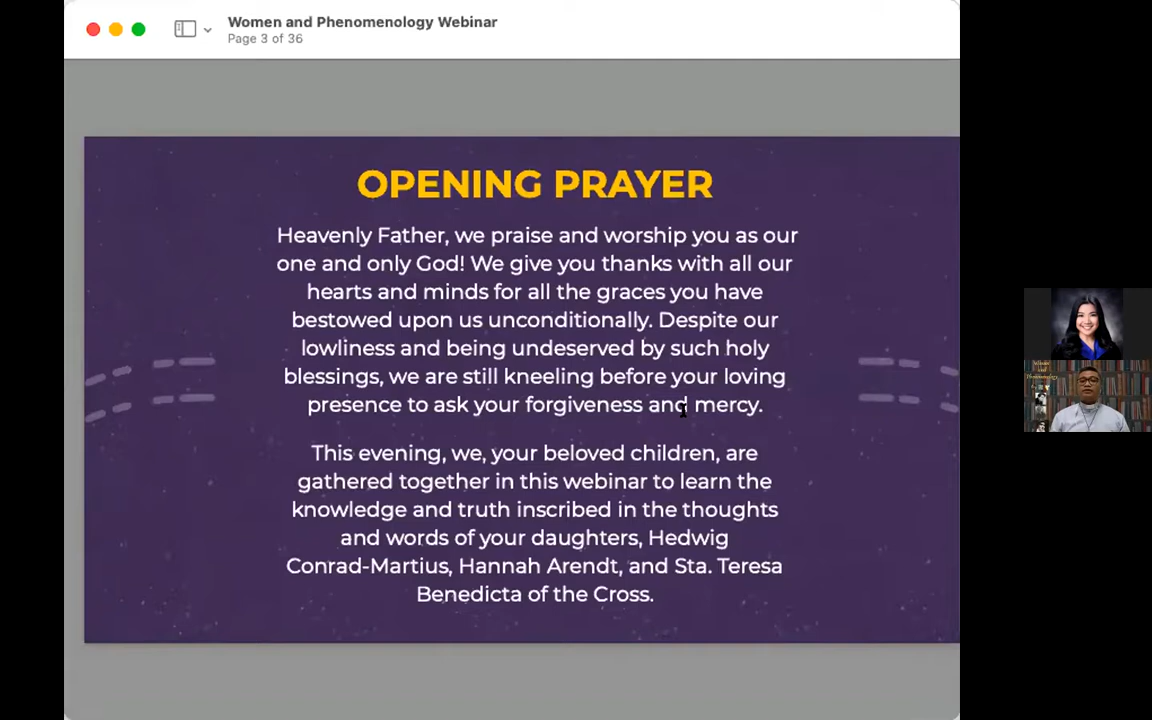 Women and Phenomenology Webinar
Page 3 of 36
OPENING PRAYER
Heavenly Father, we praise and worship you as our
one and only God! We give you thanks with all our
hearts and minds for all the graces you have
bestowed upon us unconditionally. Despite our
lowliness and being undeserved by such holy
blessings, we are still kneeling before your loving
presence to ask your forgiveness and mercy.
This evening, we, your beloved children, are
gathered together in this webinar to learn the
knowledge and truth inscribed in the thoughts
and words of your daughters, Hedwig
Conrad-Martius, Hannah Arendt, and Sta. Teresa
Benedicta of the Cross.